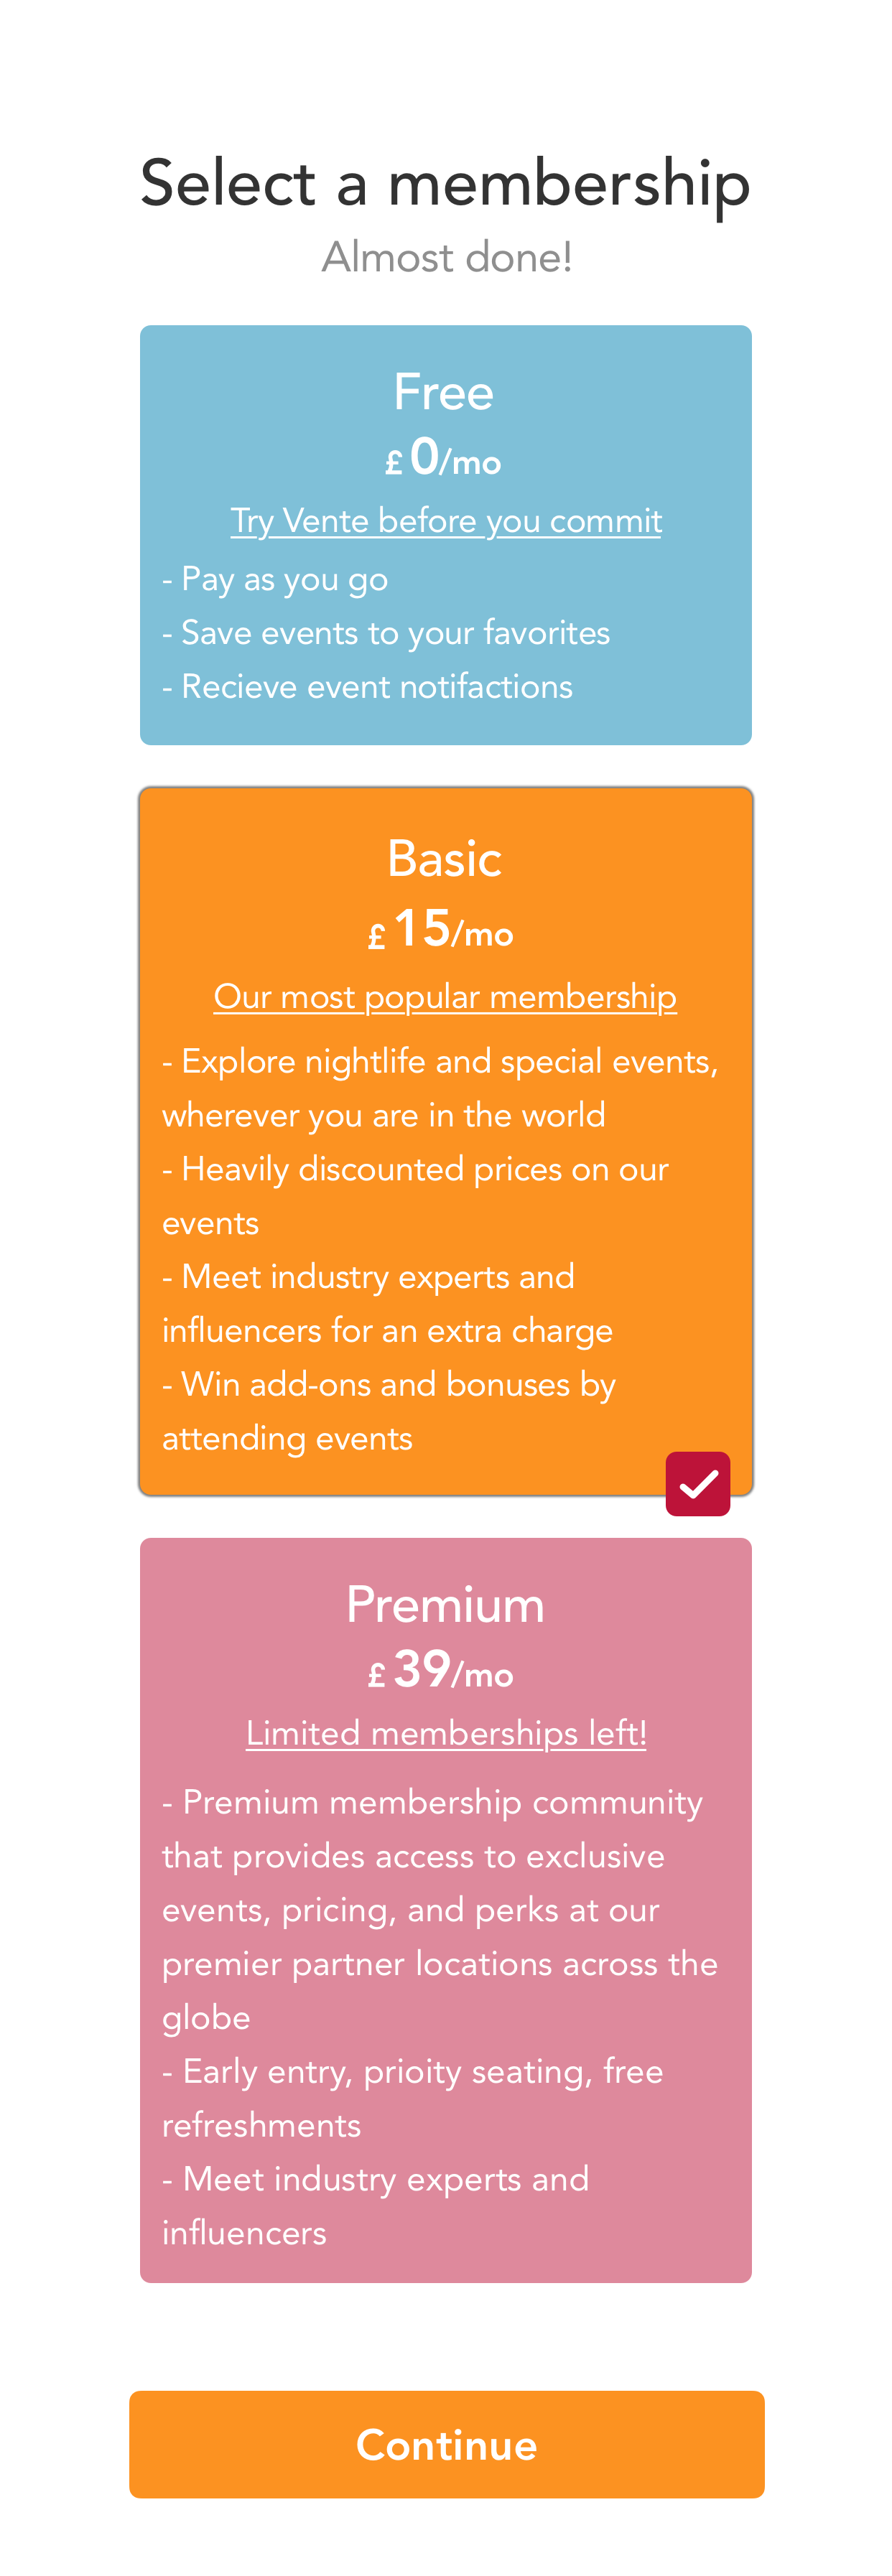 Select a membership
Almost done!
Free
£ 0/mo
Try Vente before you commit
- Pay as you go
- Save events to your favorites
- Recieve event notifactions
Basic
£ 15/mo
Our most popular membership
- Explore nightlife and special events,
wherever you are in the world
- Heavily discounted prices on our
events
- Meet industry experts and
influencers for an extra charge
- Win add-ons and bonuses by
attending events
Premium
£ 39/mo
Limited memberships left!
- Premium membership community
that provides access to exclusive
events, pricing, and perks at our
premier partner locations across the
globe
- Early entry, prioity seating, free
refreshments
- Meet industry experts and
influencers
Continue